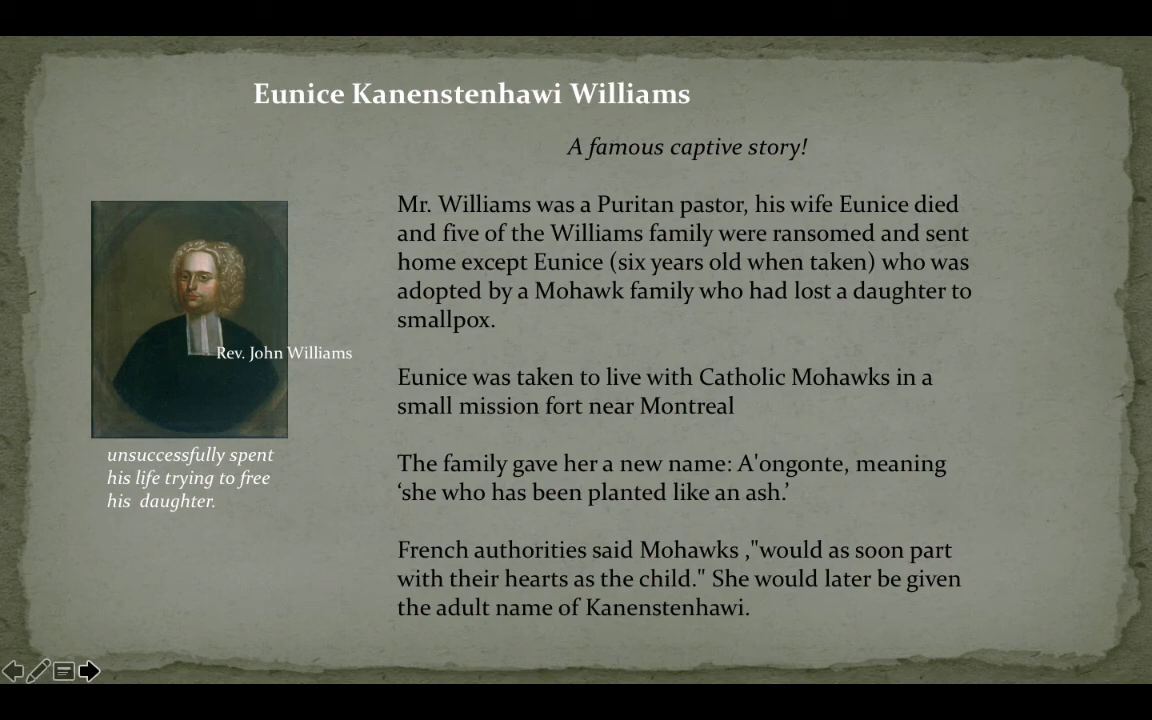 Eunice Kanenstenhawi Williams
A famous captive story!
Mr. Williams was a Puritan pastor, his wife Eunice died
and five of the Williams family were ransomed and sent
home except Eunice (six years old when taken) who was
adopted by a Mohawk family who had lost a daughter to
smallpox.
Eunice was taken to live with Catholic Mohawks in a
small mission fort near Montreal
The family gave her a new name: A'ongonte, meaning
‘she who has been planted like an ash.’
French authorities said Mohawks ,"would as soon part
with their hearts as the child." She would later be given
the adult name of Kanenstenhawi.
Rev. John Williams
unsuccessfully spent
his life trying to free
his daughter.